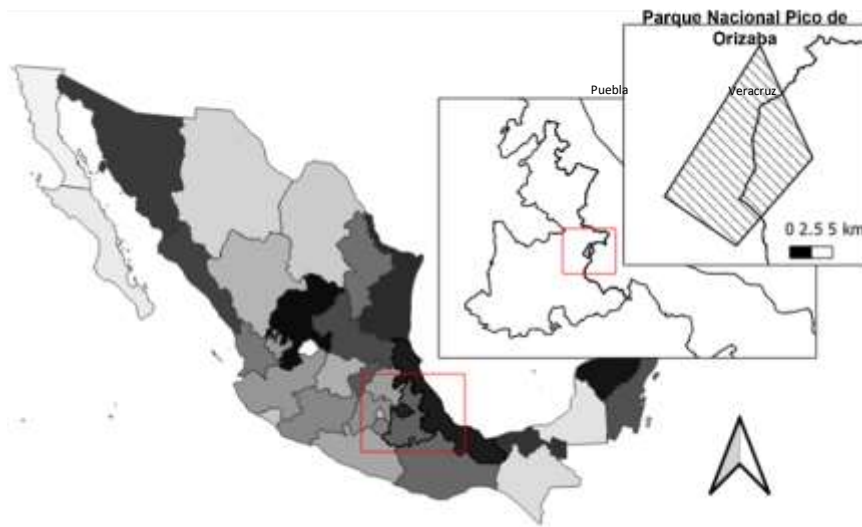 Parque Nacional Pico de
Orizaba
Puebla
Veracruz
0 2.5 5 km